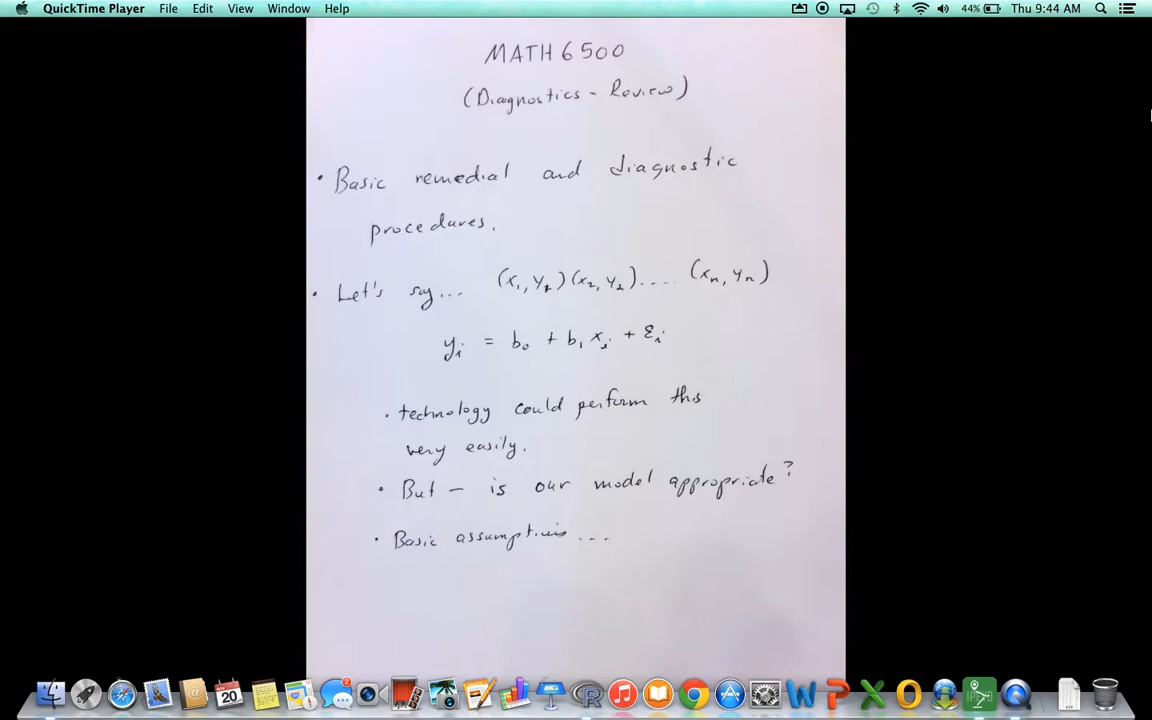 QuickTime Player File Edit View Window Help 44% Thu 9:44 AM
MATH 6500
(Diagnostics - Review)
• Basic remedial and diagnostic
procedures.
• Let's say... (x₁, y₁)(x₂, y₂).... (xₙ, yₙ)
yᵢ = b₀ + b₁ xᵢ + εᵢ
• technology could perform this
very easily.
• But — is our model appropriate?
• Basic assumptions ...
NOV
20